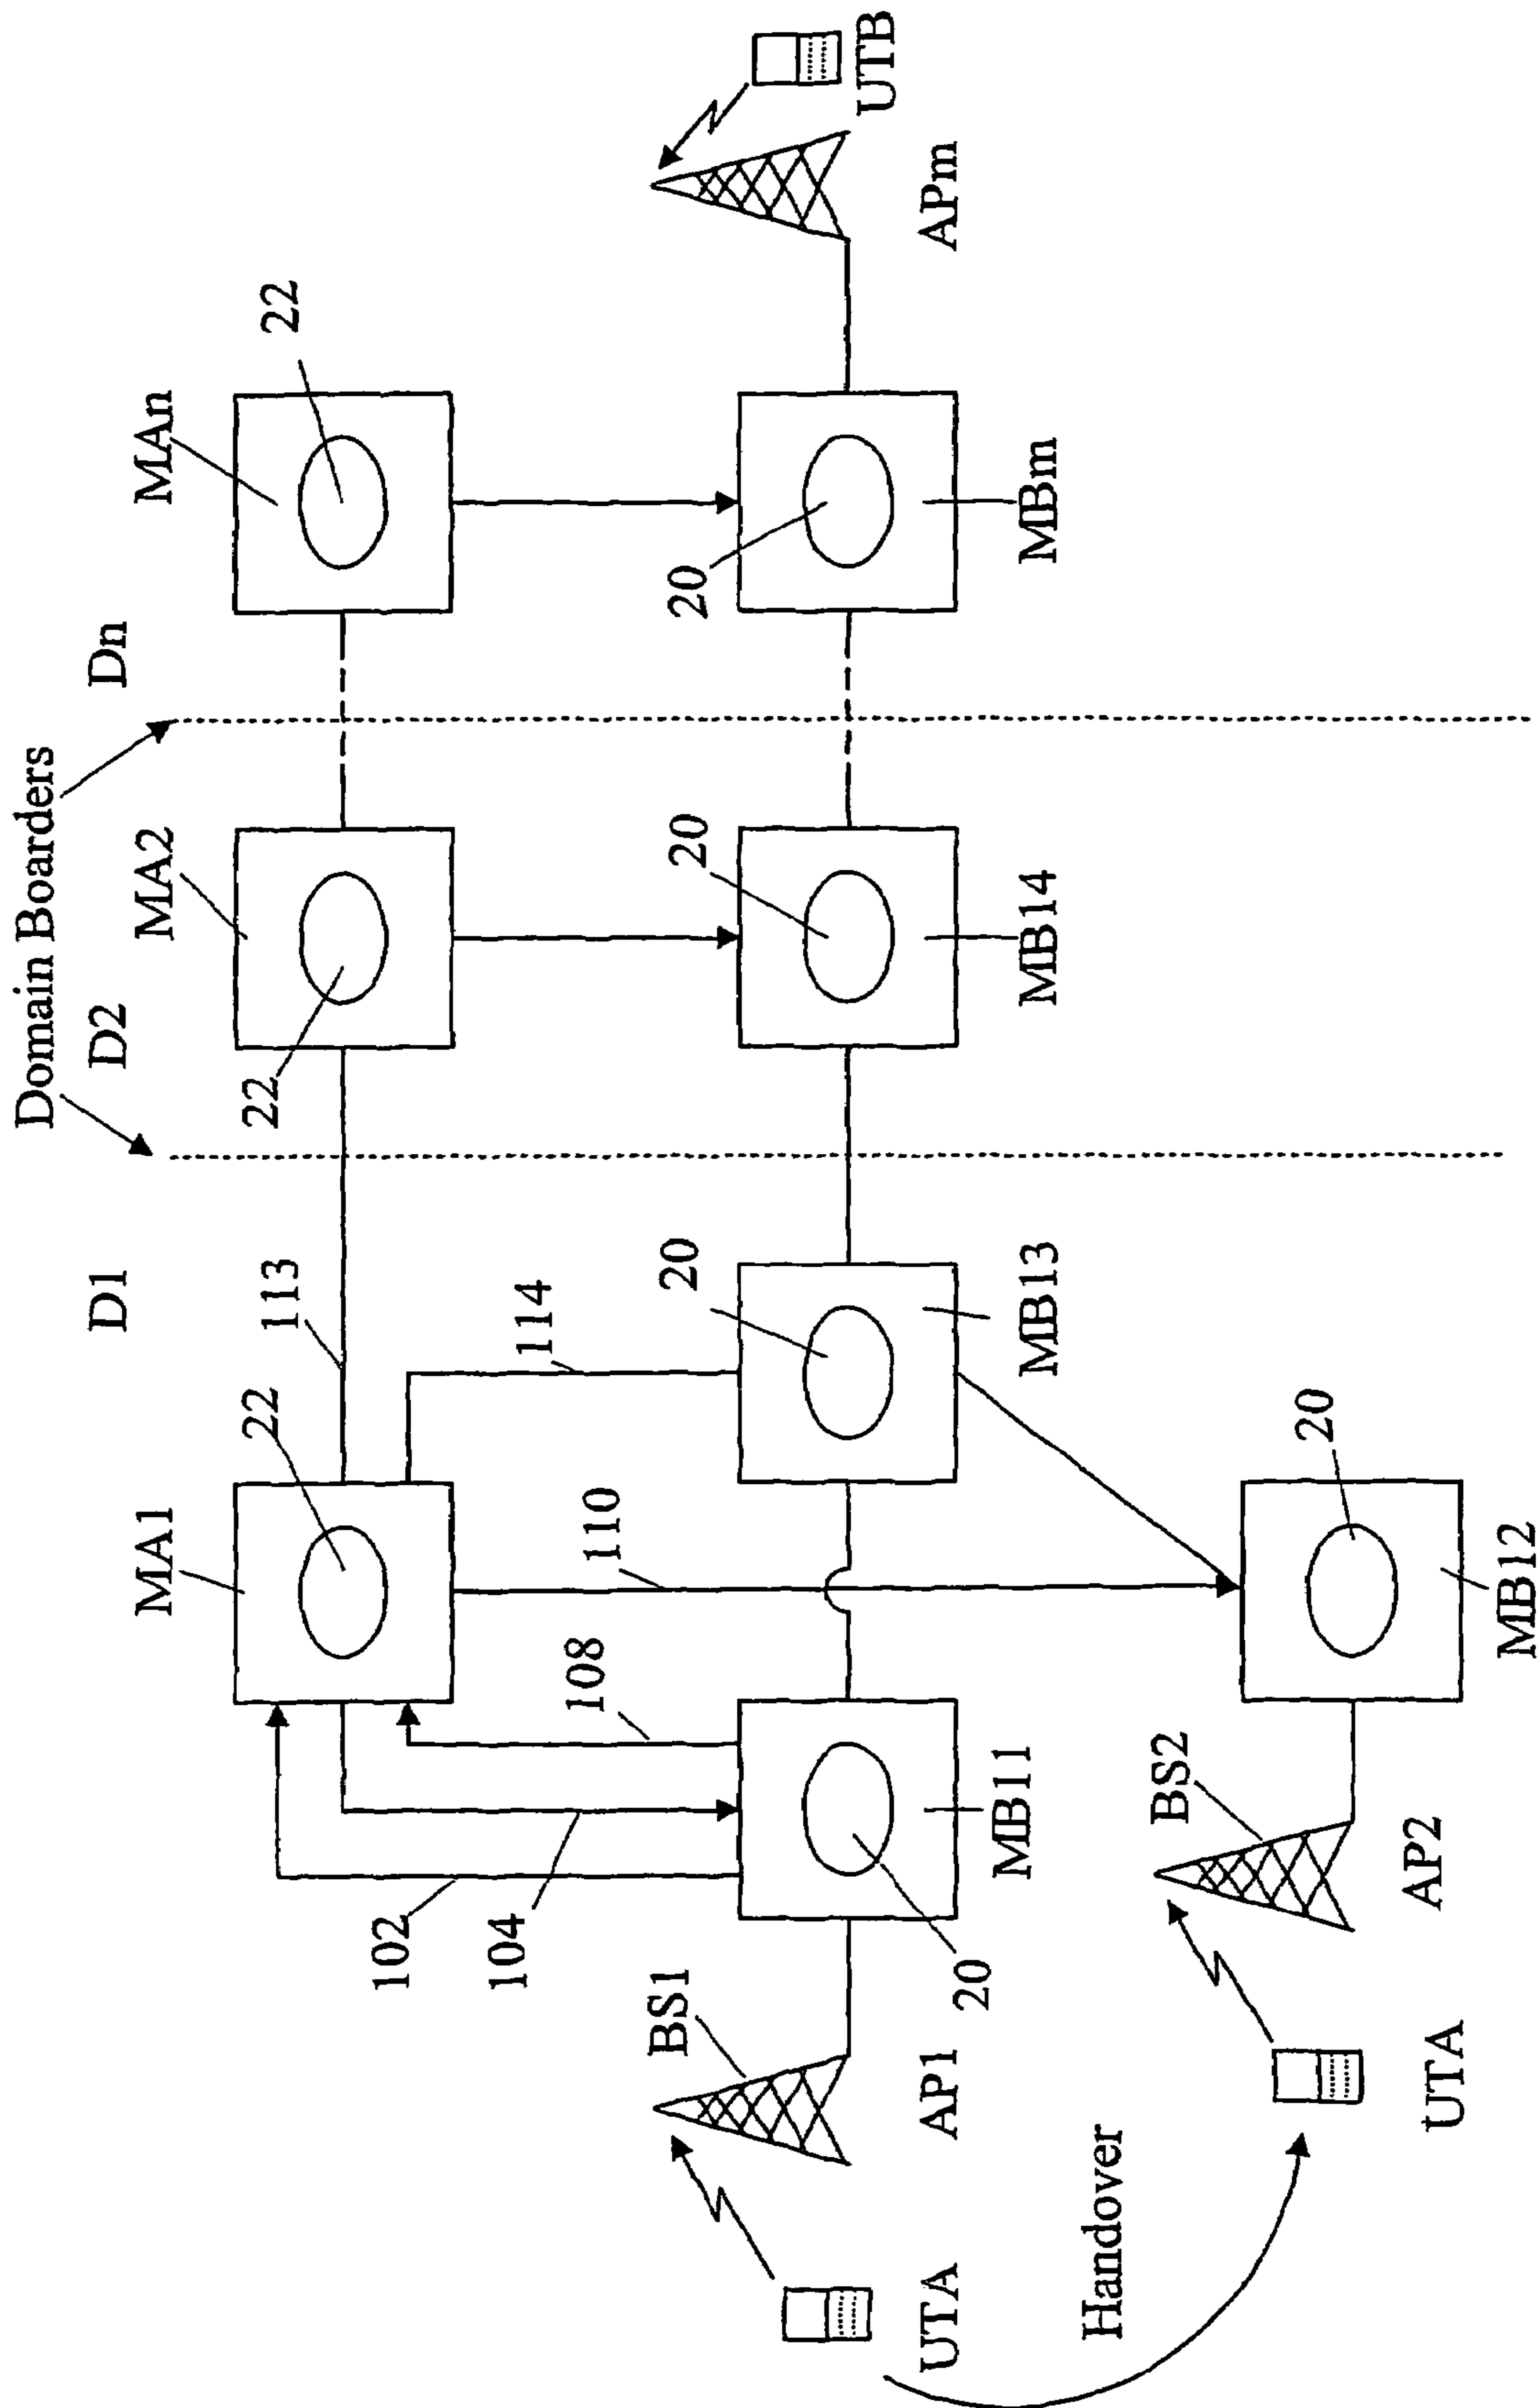 Domain Boarders
D1
D2
Dn
MA1
MA2
MAn
22
113
22
22
102
104
108
110
114
20
20
20
UTB
BS1
20
UTA
AP1
MB11
MB13
MB14
MBm
APm
Handover
BS2
20
UTA
AP2
MB12